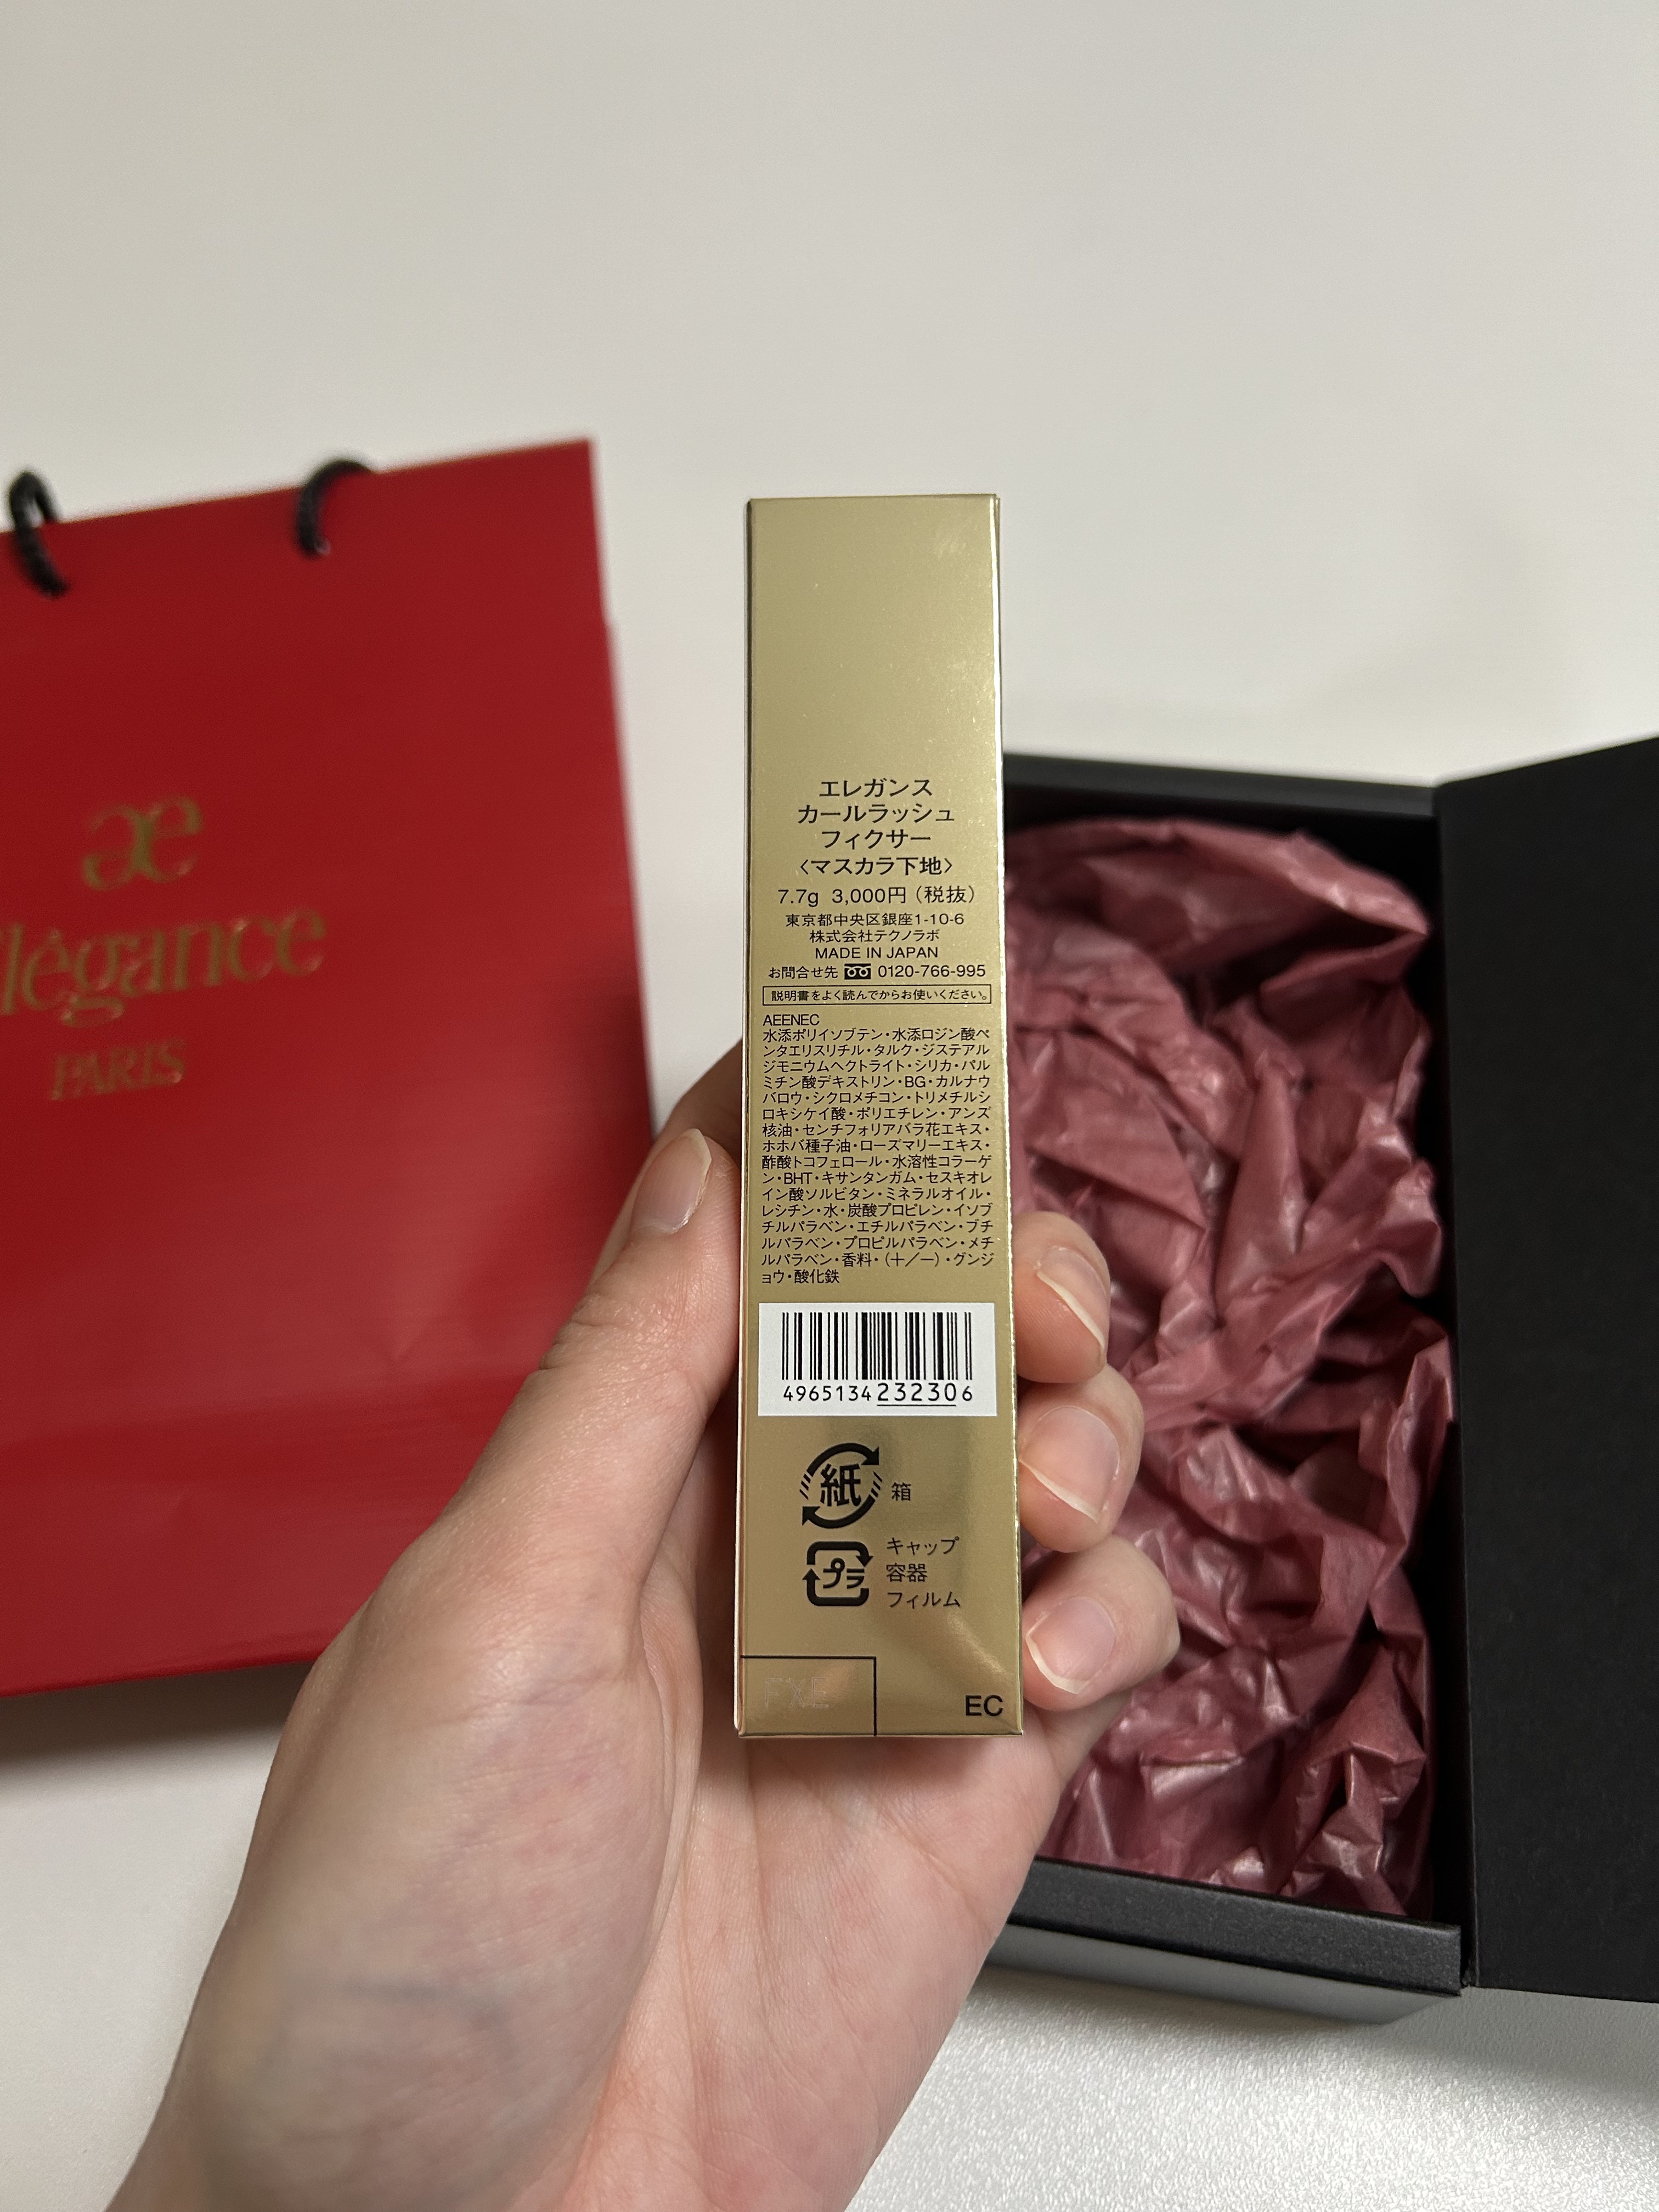 æ
élégance
PARIS
エレガンス
カールラッシュ
フィクサー
〈マスカラ下地〉
7.7g 3,000円（税抜）
東京都中央区銀座1-10-6
株式会社テクノラボ
MADE IN JAPAN
お問合せ先 0120-766-995
説明書をよく読んでからお使いください。
AEENEC
水添ポリイソブテン・水添ロジン酸ペ
ンタエリスリチル・タルク・ジステアル
ジモニウムヘクトライト・シリカ・パル
ミチン酸デキストリン・BG・カルナウ
バロウ・シクロメチコン・トリメチルシ
ロキシケイ酸・ポリエチレン・アンズ
核油・センチフォリアバラ花エキス・
ホホバ種子油・ローズマリーエキス・
酢酸トコフェロール・水溶性コラーゲ
ン・BHT・キサンタンガム・セスキオレ
イン酸ソルビタン・ミネラルオイル・
レシチン・水・炭酸プロピレン・イソブ
チルパラベン・エチルパラベン・ブチ
ルパラベン・プロピルパラベン・メチ
ルパラベン・香料・（＋／－）・グンジ
ョウ・酸化鉄
4965134232306
紙 箱
プラ キャップ
容器
フィルム
FXE
EC